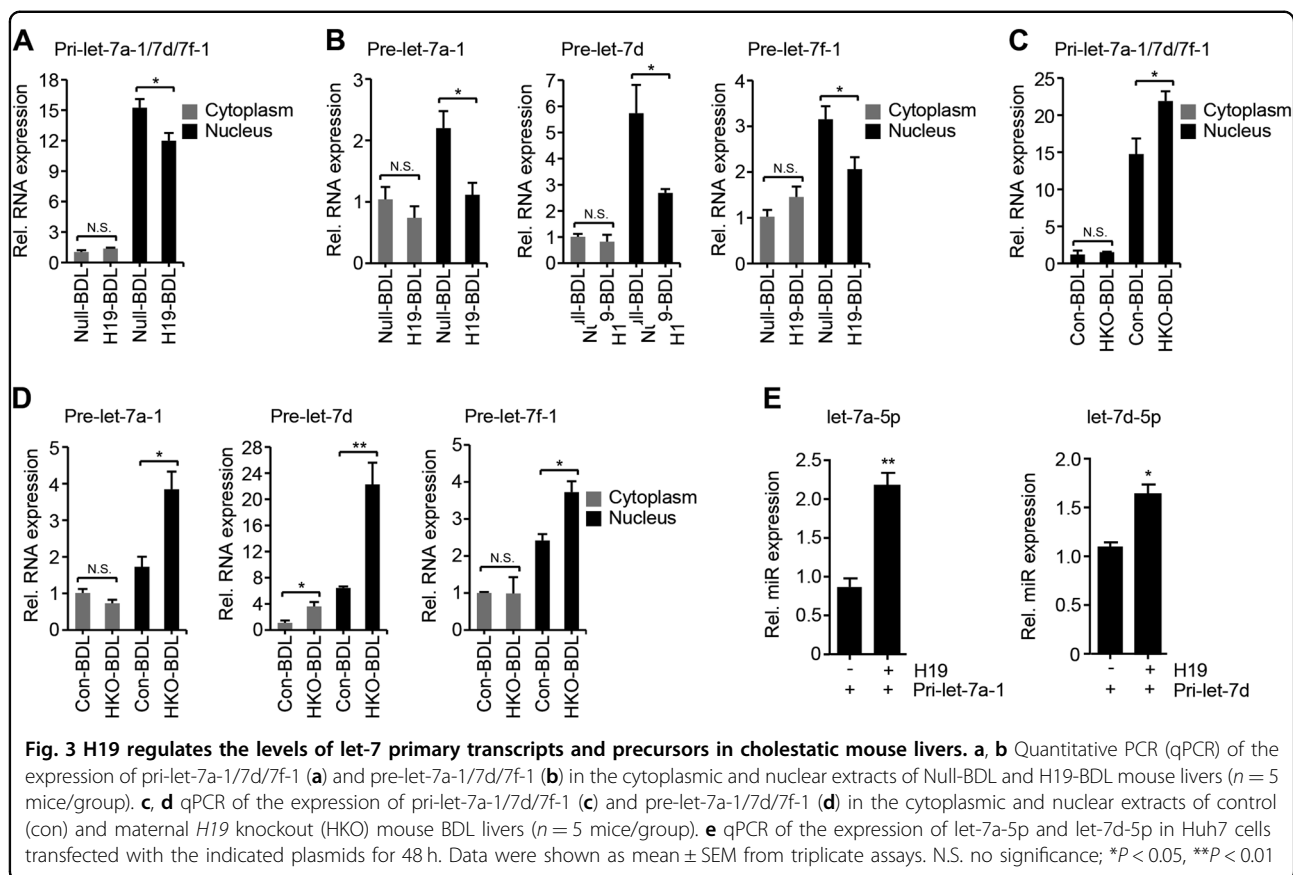 A
Pri-let-7a-1/7d/7f-1
Rel. RNA expression
18
15
12
9
6
3
0
N.S.
*
Cytoplasm
Nucleus
Null-BDL
H19-BDL
Null-BDL
H19-BDL
B
Pre-let-7a-1
Rel. RNA expression
3
2
1
0
N.S.
*
Null-BDL
H19-BDL
Null-BDL
H19-BDL
Pre-let-7d
7
6
5
4
3
2
1
0
N.S.
*
Null-BDL
H19-BDL
Null-BDL
H19-BDL
Pre-let-7f-1
4
3
2
1
0
N.S.
*
Null-BDL
H19-BDL
Null-BDL
H19-BDL
C
Pri-let-7a-1/7d/7f-1
Rel. RNA expression
25
20
15
10
5
0
N.S.
*
Cytoplasm
Nucleus
Con-BDL
HKO-BDL
Con-BDL
HKO-BDL
D
Pre-let-7a-1
Rel. RNA expression
5
4
3
2
1
0
N.S.
*
Con-BDL
HKO-BDL
Con-BDL
HKO-BDL
Pre-let-7d
28
24
20
16
12
8
4
0
*
**
Con-BDL
HKO-BDL
Con-BDL
HKO-BDL
Pre-let-7f-1
5
4
3
2
1
0
N.S.
*
Cytoplasm
Nucleus
Con-BDL
HKO-BDL
Con-BDL
HKO-BDL
E
let-7a-5p
Rel. miR expression
2.5
2.0
1.5
1.0
0.5
0
**
- + H19
+ + Pri-let-7a-1
let-7d-5p
Rel. miR expression
2.0
1.5
1.0
0.5
0
*
- + H19
+ + Pri-let-7d
Fig. 3 H19 regulates the levels of let-7 primary transcripts and precursors in cholestatic mouse livers. a, b Quantitative PCR (qPCR) of the
expression of pri-let-7a-1/7d/7f-1 (a) and pre-let-7a-1/7d/7f-1 (b) in the cytoplasmic and nuclear extracts of Null-BDL and H19-BDL mouse livers (n = 5
mice/group). c, d qPCR of the expression of pri-let-7a-1/7d/7f-1 (c) and pre-let-7a-1/7d/7f-1 (d) in the cytoplasmic and nuclear extracts of control
(con) and maternal H19 knockout (HKO) mouse BDL livers (n = 5 mice/group). e qPCR of the expression of let-7a-5p and let-7d-5p in Huh7 cells
transfected with the indicated plasmids for 48 h. Data were shown as mean ± SEM from triplicate assays. N.S. no significance; *P < 0.05, **P < 0.01